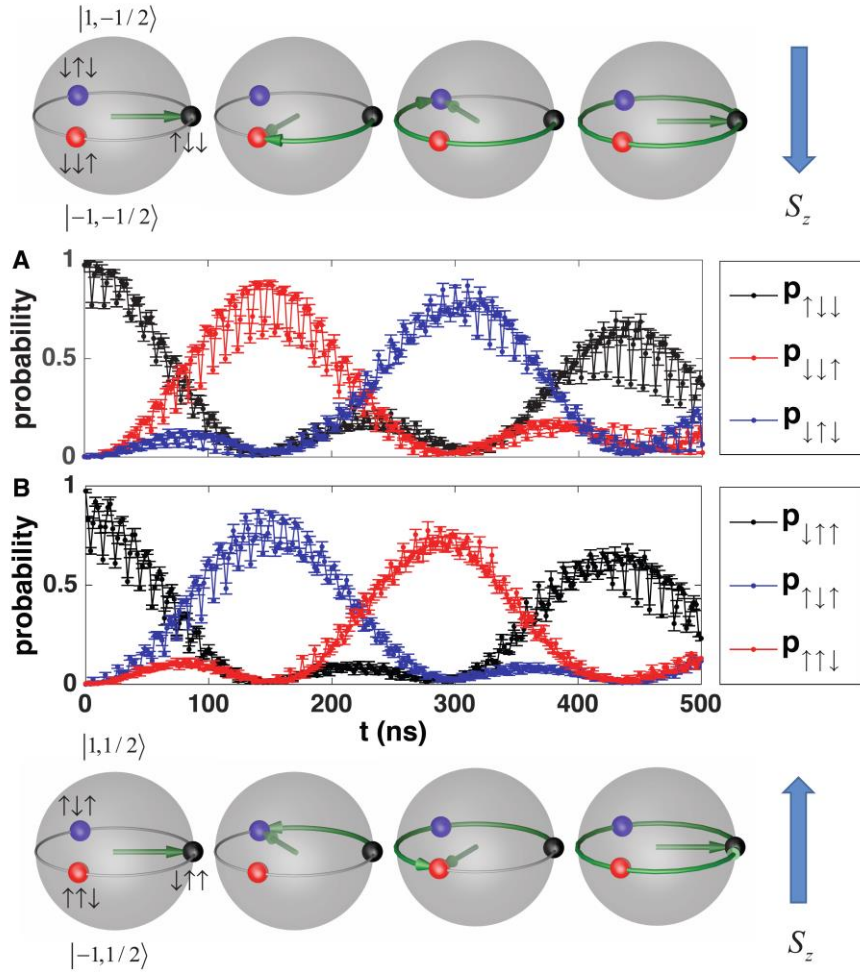 |1,-1/2⟩
↓↑↓
↑↓↓
↓↓↑
|-1,-1/2⟩
S_z
A
1
0.5
0
probability
p↑↓↓
p↓↓↑
p↓↑↓
B
1
0.5
0
probability
0 100 200 300 400 500
t (ns)
p↓↑↑
p↑↓↑
p↑↑↓
|1,1/2⟩
↑↓↑
↓↑↑
↑↑↓
|-1,1/2⟩
S_z